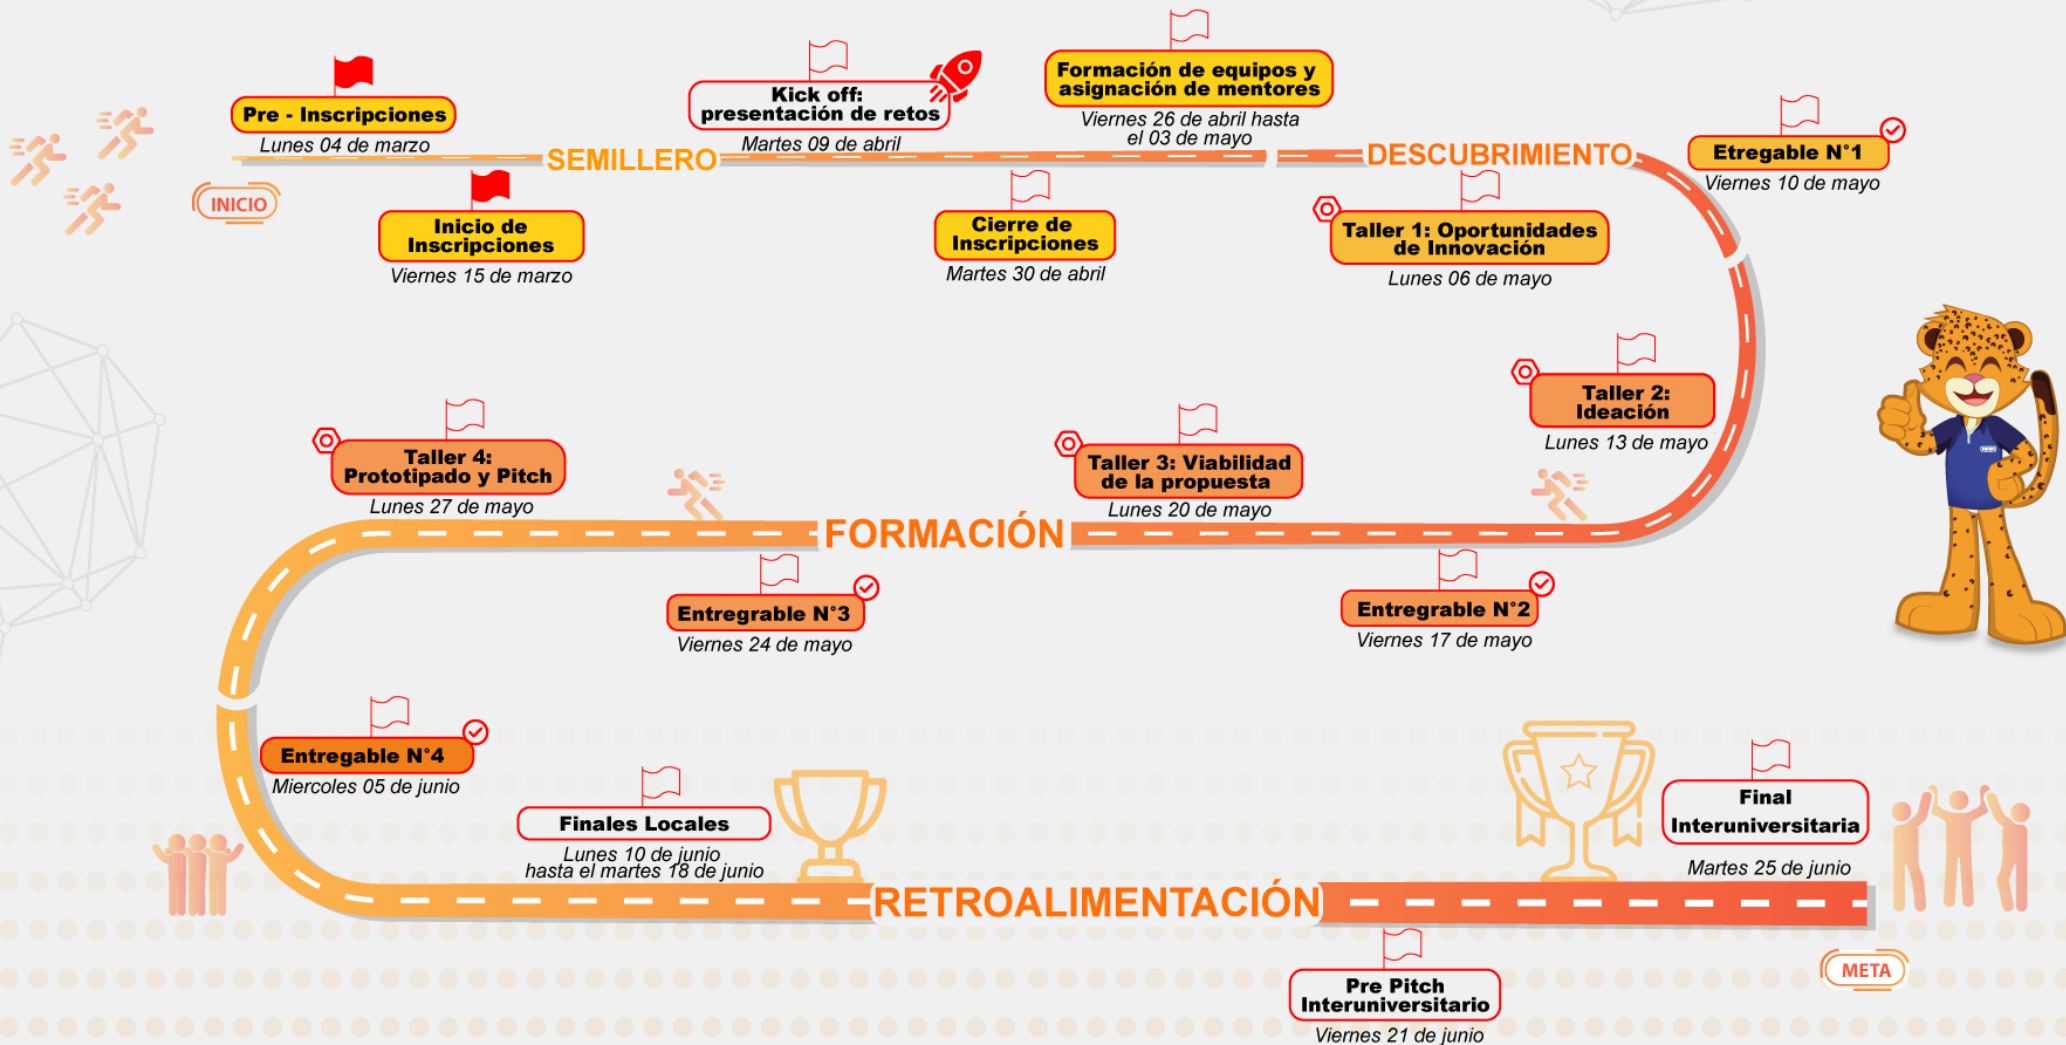 Pre - Inscripciones
Lunes 04 de marzo
Kick off:
presentación de retos
Martes 09 de abril
Formación de equipos y
asignación de mentores
Viernes 26 de abril hasta
el 03 de mayo
Etregable N°1
Viernes 10 de mayo
SEMILLERO
DESCUBRIMIENTO
INICIO
Inicio de
Inscripciones
Viernes 15 de marzo
Cierre de
Inscripciones
Martes 30 de abril
Taller 1: Oportunidades
de Innovación
Lunes 06 de mayo
Taller 2:
Ideación
Lunes 13 de mayo
Taller 3: Viabilidad
de la propuesta
Lunes 20 de mayo
Taller 4:
Prototipado y Pitch
Lunes 27 de mayo
FORMACIÓN
Entregrable N°3
Viernes 24 de mayo
Entregrable N°2
Viernes 17 de mayo
Entregable N°4
Miercoles 05 de junio
Finales Locales
Lunes 10 de junio
hasta el martes 18 de junio
Final
Interuniversitaria
Martes 25 de junio
RETROALIMENTACIÓN
META
Pre Pitch
Interuniversitario
Viernes 21 de junio